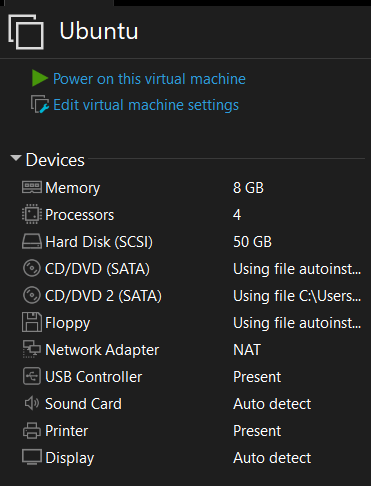 Ubuntu
Power on this virtual machine
Edit virtual machine settings
Devices
Memory 8 GB
Processors 4
Hard Disk (SCSI) 50 GB
CD/DVD (SATA) Using file autoinst...
CD/DVD 2 (SATA) Using file C:\Users...
Floppy Using file autoinst...
Network Adapter NAT
USB Controller Present
Sound Card Auto detect
Printer Present
Display Auto detect